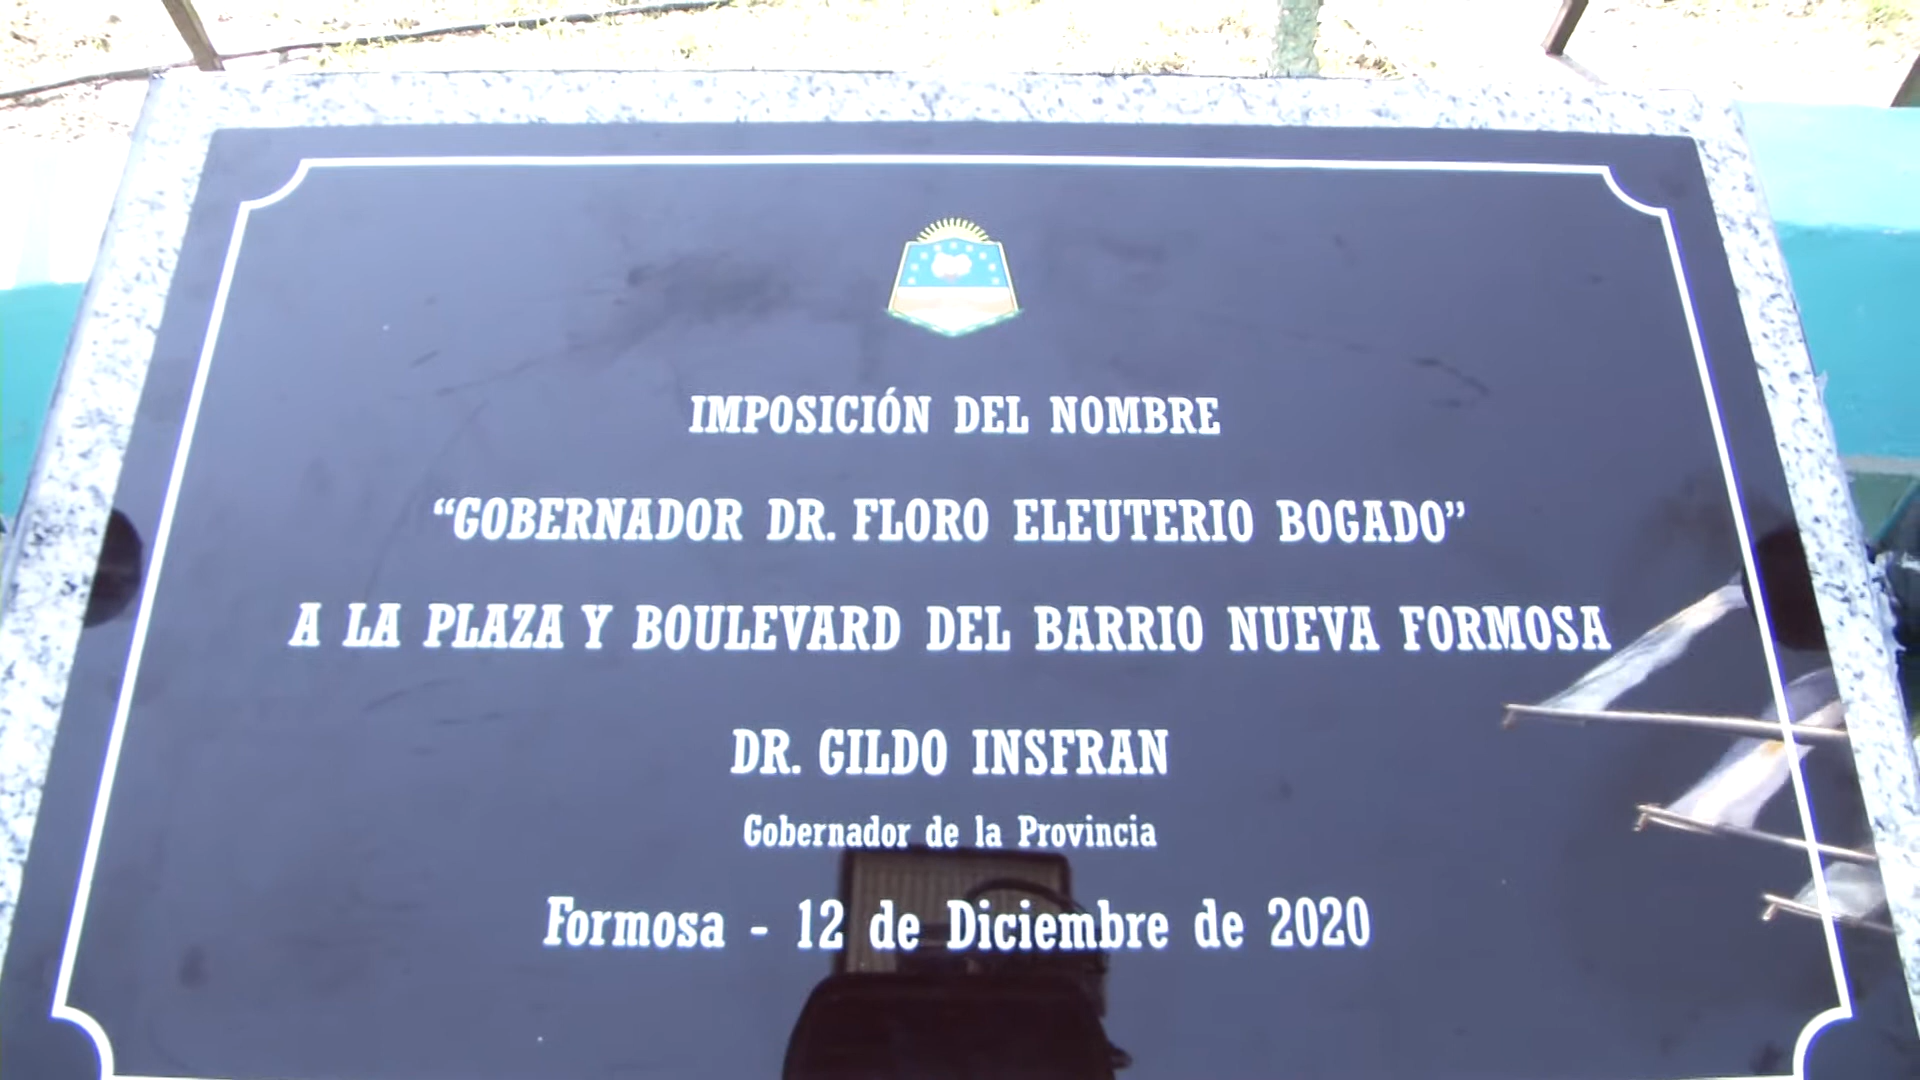 IMPOSICIÓN DEL NOMBRE
“GOBERNADOR DR. FLORO ELEUTERIO BOGADO”
A LA PLAZA Y BOULEVARD DEL BARRIO NUEVA FORMOSA
DR. GILDO INSFRAN
Gobernador de la Provincia
Formosa - 12 de Diciembre de 2020